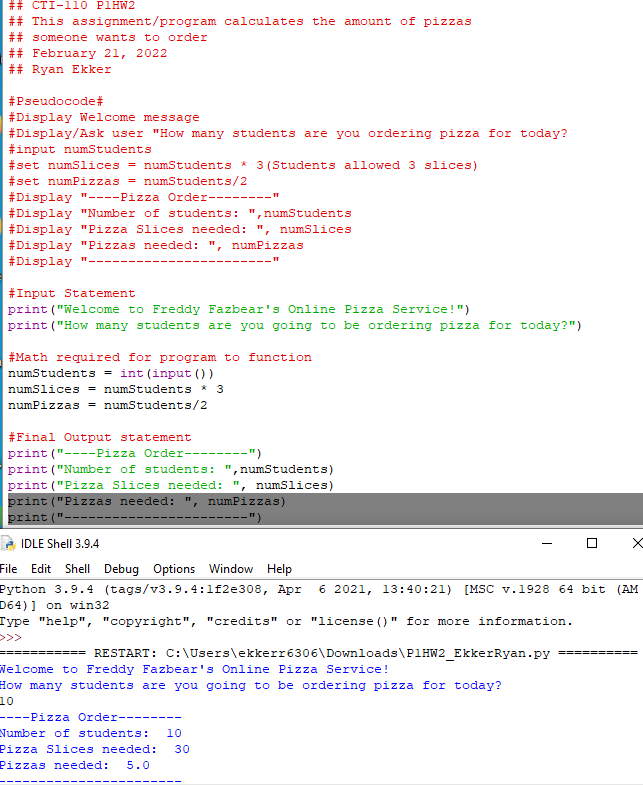 ## CTI-110 P1HW2
## This assignment/program calculates the amount of pizzas
## someone wants to order
## February 21, 2022
## Ryan Ekker
#Pseudocode#
#Display Welcome message
#Display/Ask user "How many students are you ordering pizza for today?
#input numStudents
#set numSlices = numStudents * 3(Students allowed 3 slices)
#set numPizzas = numStudents/2
#Display "----Pizza Order--------"
#Display "Number of students: ",numStudents
#Display "Pizza Slices needed: ", numSlices
#Display "Pizzas needed: ", numPizzas
#Display "-----------------------"
#Input Statement
print("Welcome to Freddy Fazbear's Online Pizza Service!")
print("How many students are you going to be ordering pizza for today?")
#Math required for program to function
numStudents = int(input())
numSlices = numStudents * 3
numPizzas = numStudents/2
#Final Output statement
print("----Pizza Order--------")
print("Number of students: ",numStudents)
print("Pizza Slices needed: ", numSlices)
print("Pizzas needed: ", numPizzas)
print("-----------------------")
IDLE Shell 3.9.4
File Edit Shell Debug Options Window Help
Python 3.9.4 (tags/v3.9.4:1f2e308, Apr  6 2021, 13:40:21) [MSC v.1928 64 bit (AM
D64)] on win32
Type "help", "copyright", "credits" or "license()" for more information.
>>>
=========== RESTART: C:\Users\ekkerr6306\Downloads\P1HW2_EkkerRyan.py ==========
Welcome to Freddy Fazbear's Online Pizza Service!
How many students are you going to be ordering pizza for today?
10
----Pizza Order--------
Number of students:  10
Pizza Slices needed:  30
Pizzas needed:  5.0
-----------------------